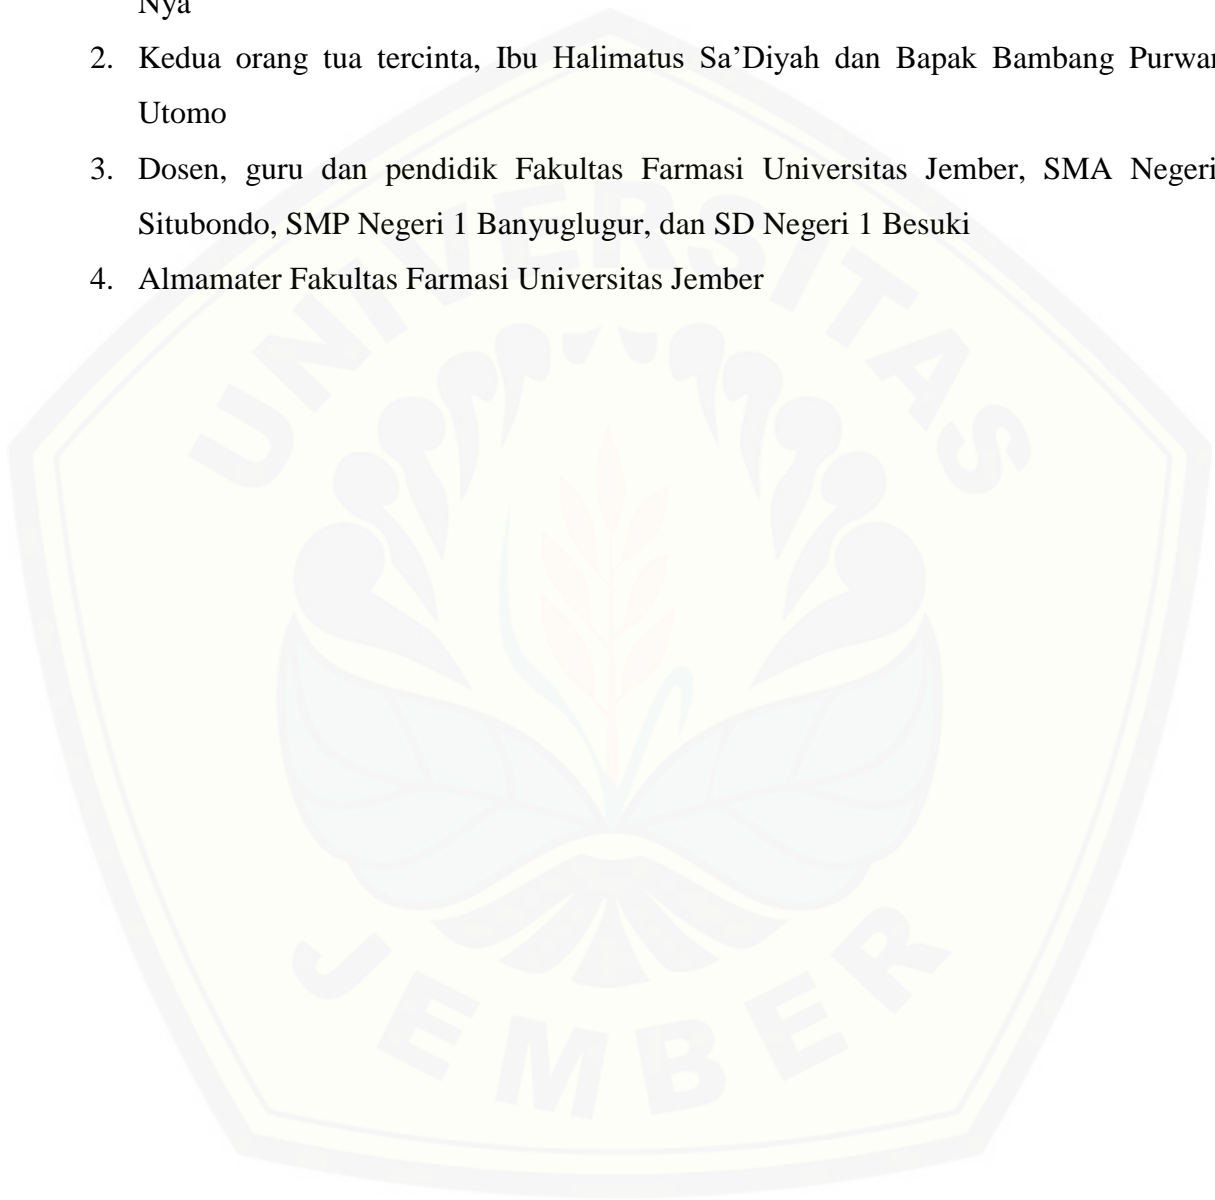 Nya
2. Kedua orang tua tercinta, Ibu Halimatus Sa’Diyah dan Bapak Bambang
Utomo
3. Dosen, guru dan pendidik Fakultas Farmasi Universitas Jember, SMA Negeri
Situbondo, SMP Negeri 1 Banyuglugur, dan SD Negeri 1 Besuki
4. Almamater Fakultas Farmasi Universitas Jember
UNIVERSITAS
JEMBER